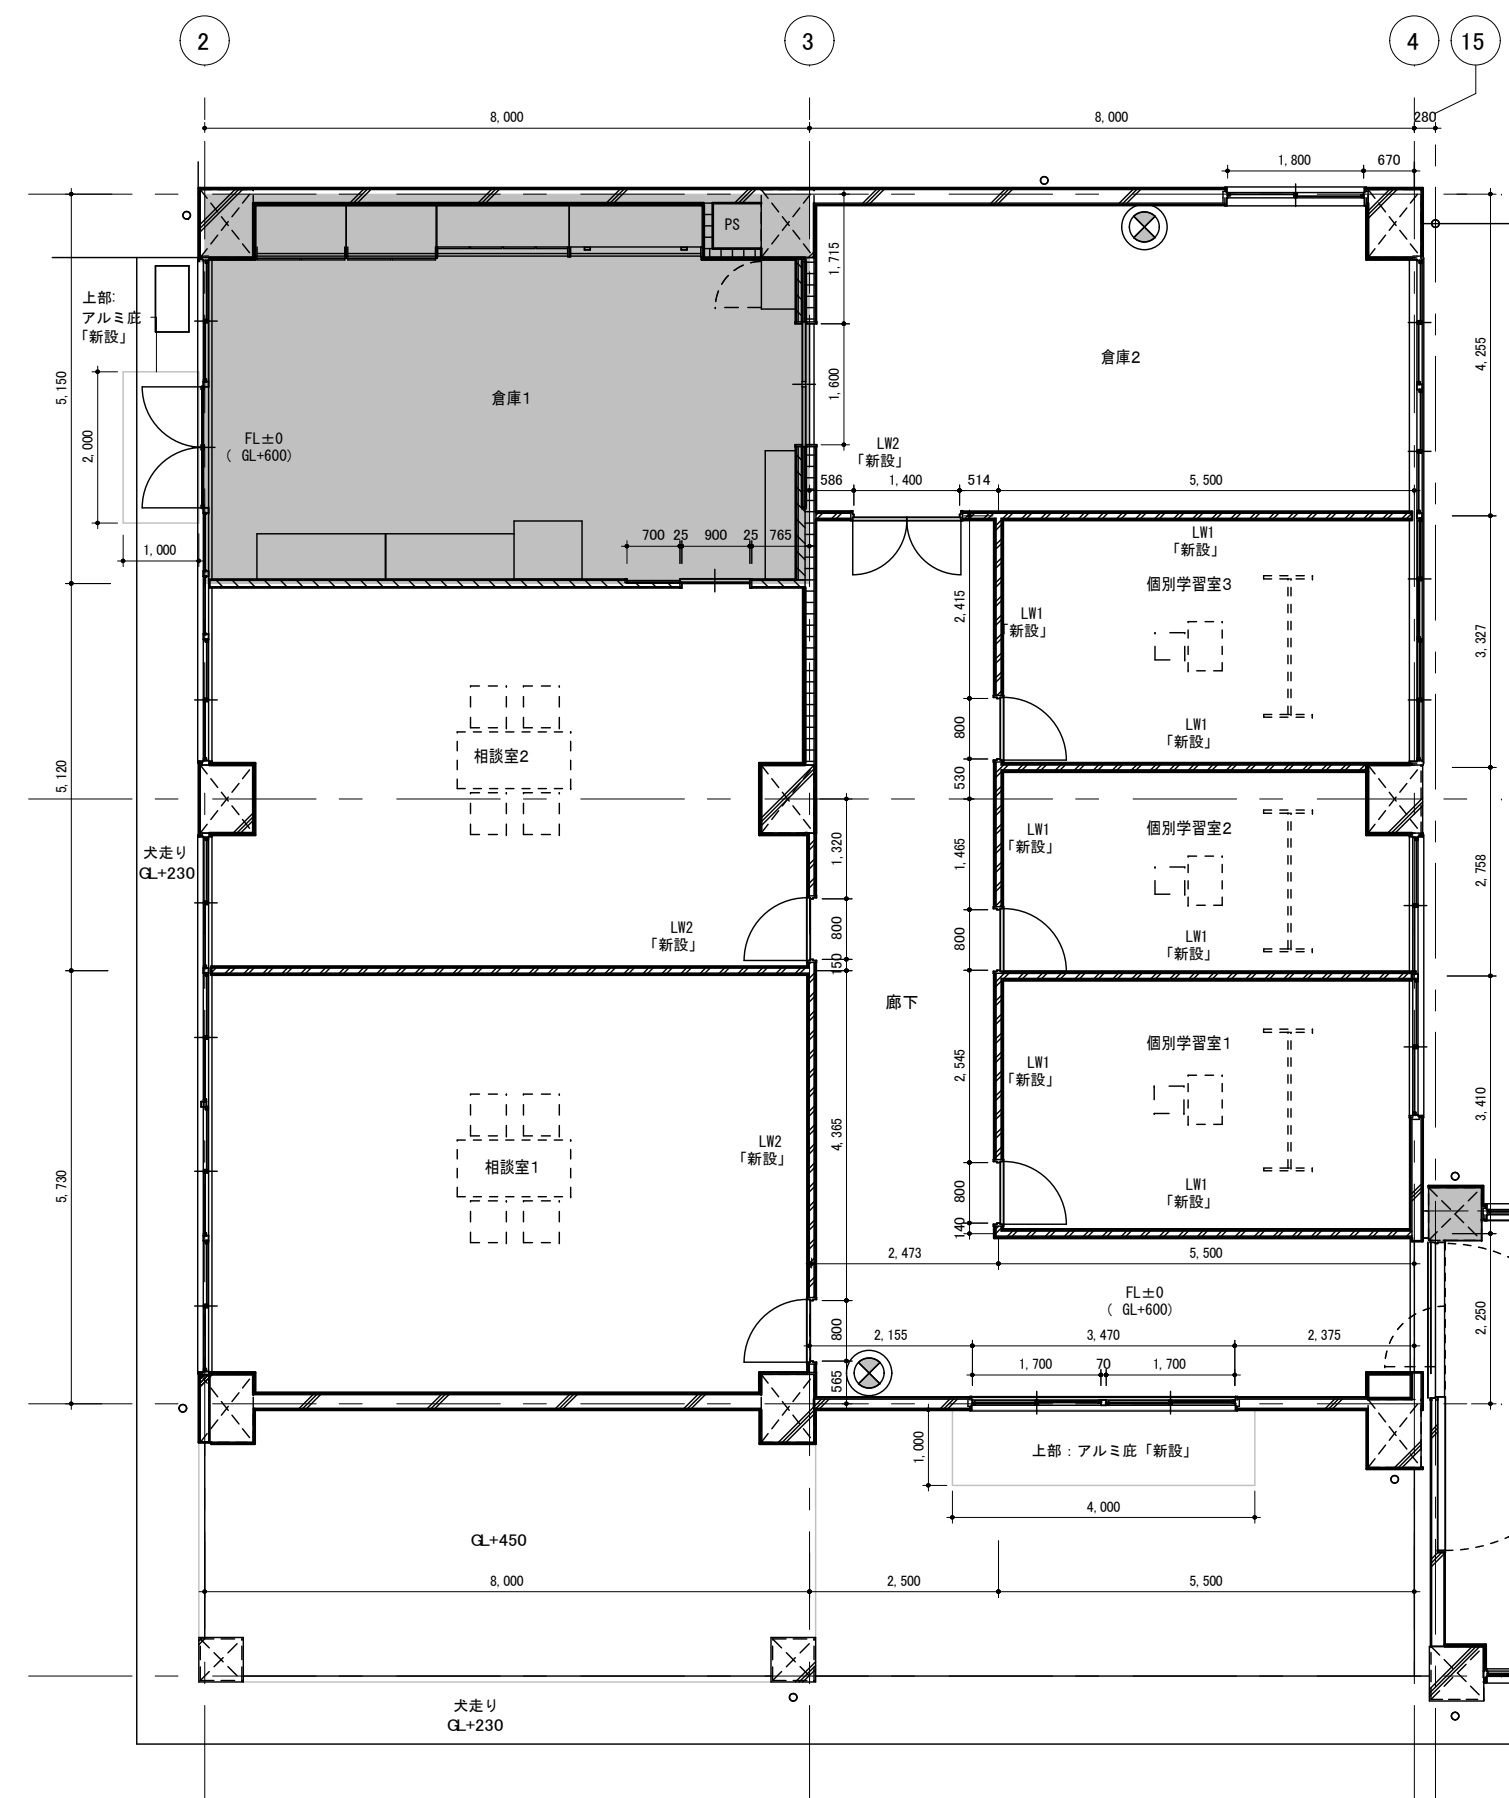 2
3
4
15
8,000
8,000
280
1,800
670
PS
上部:
アルミ庇
「新設」
1,715
倉庫2
4,255
5,150
倉庫1
1,600
2,000
FL±0
( GL+600)
LW2
「新設」
586
1,400
514
5,500
1,000
700
25
900
25
765
LW1
「新設」
個別学習室3
2,415
LW1
「新設」
3,327
800
LW1
「新設」
相談室2
5,120
530
個別学習室2
LW1
「新設」
1,320
1,465
犬走り
GL+230
2,758
LW2
「新設」
800
800
LW1
「新設」
150
廊下
個別学習室1
2,545
LW1
「新設」
3,410
4,365
LW2
「新設」
相談室1
5,730
LW1
「新設」
800
140
2,473
5,500
FL±0
( GL+600)
2,250
800
2,155
3,470
2,375
1,700
70
1,700
565
1,000
上部：アルミ庇「新設」
4,000
GL+450
8,000
2,500
5,500
犬走り
GL+230